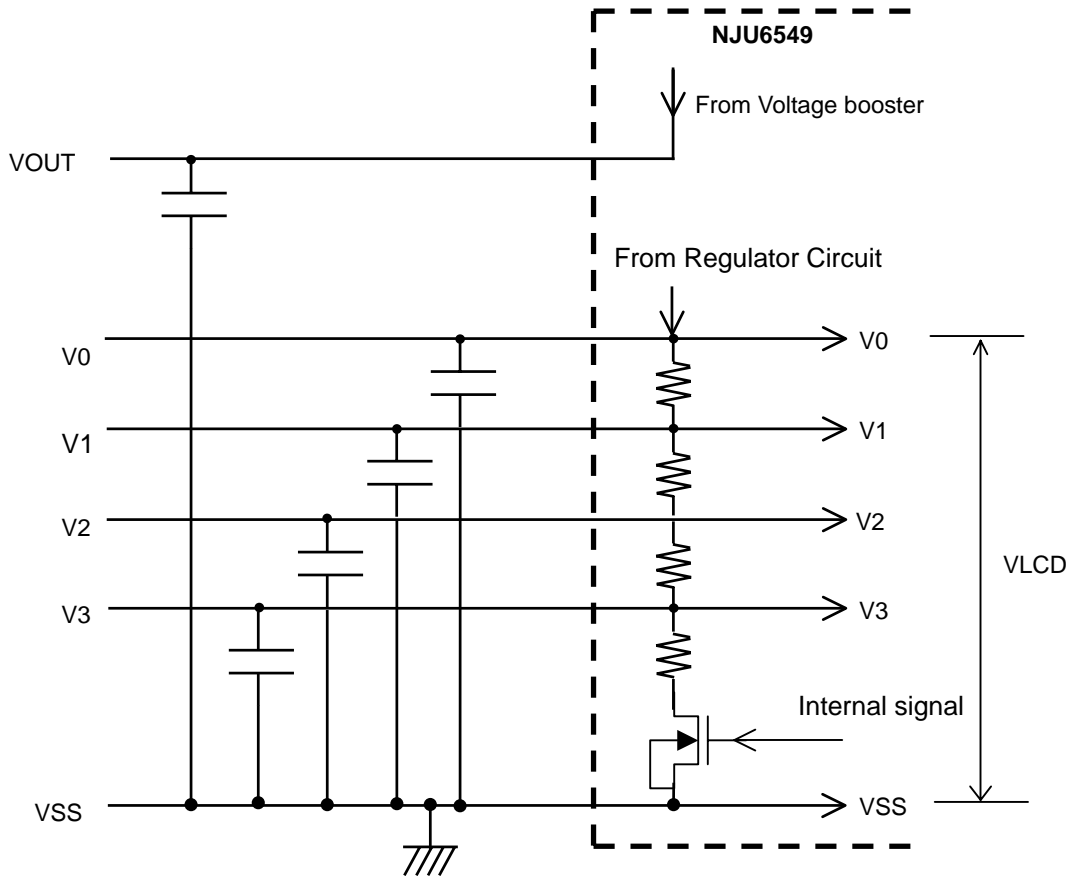 NJU6549
From Voltage booster
VOUT
From Regulator Circuit
V0
V0
V1
V1
V2
V2
VLCD
V3
V3
Internal signal
VSS
VSS